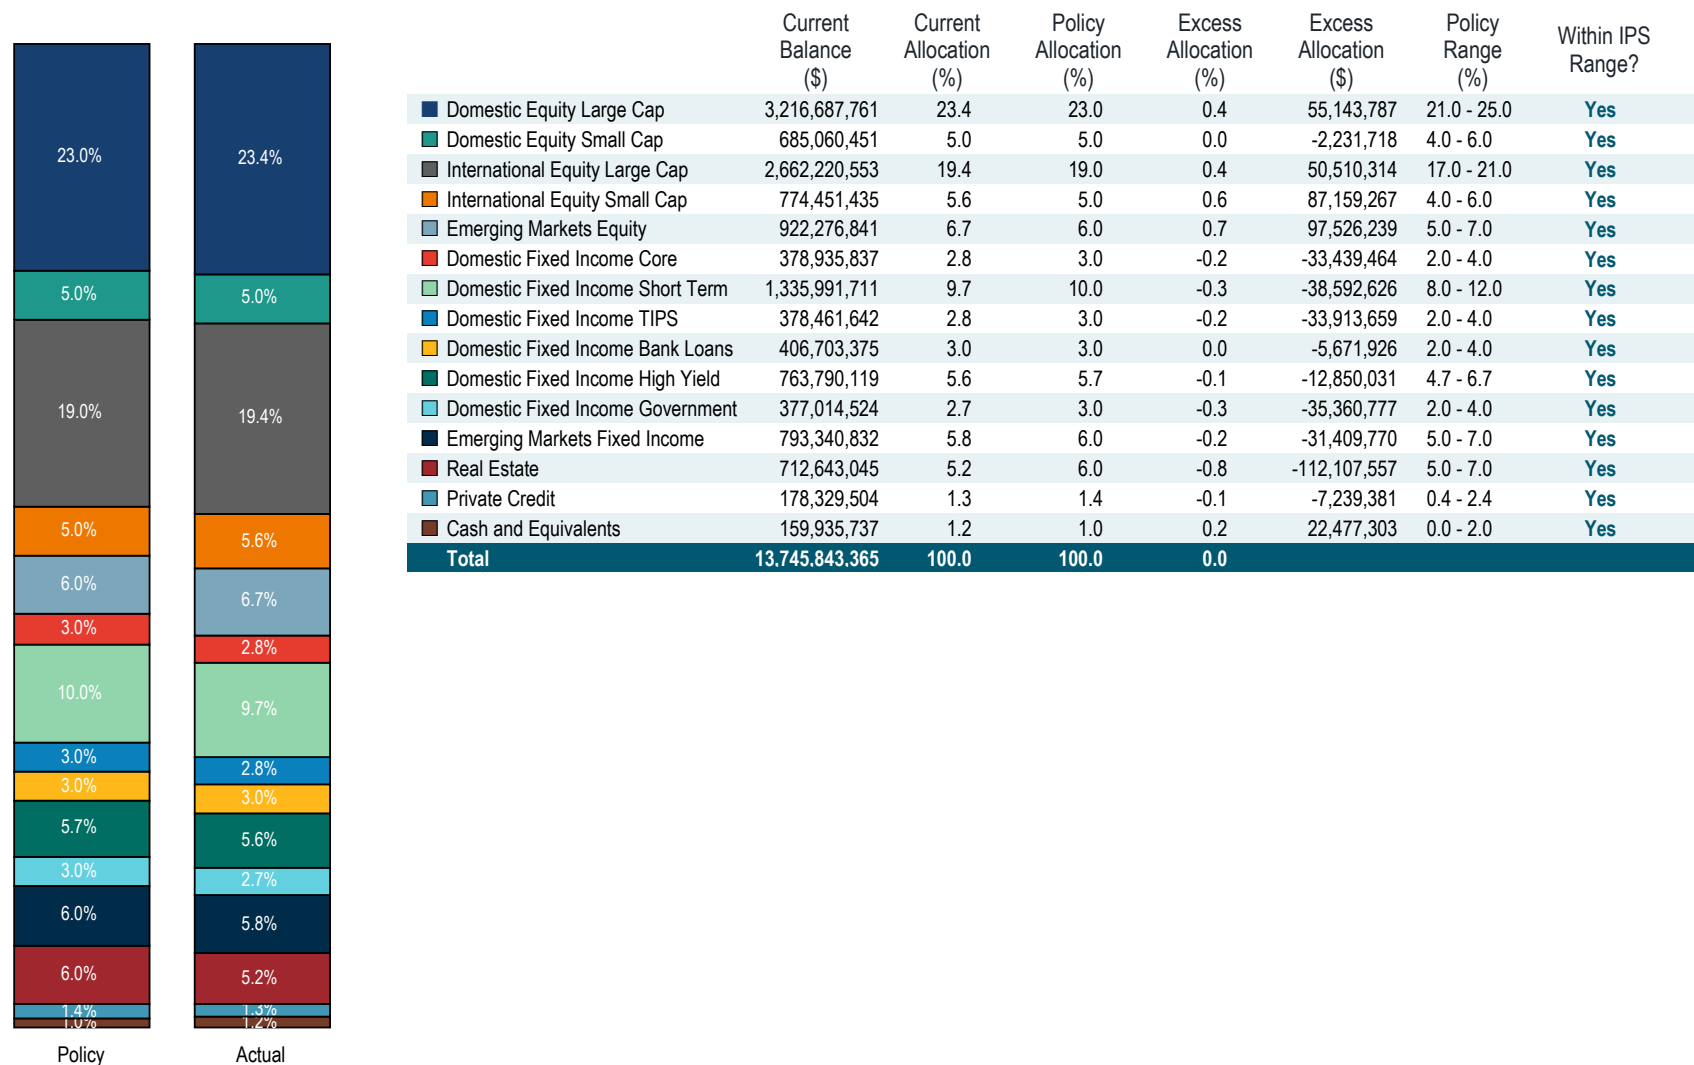 23.0%
5.0%
19.0%
5.0%
6.0%
3.0%
10.0%
3.0%
3.0%
5.7%
3.0%
6.0%
6.0%
1.4%
1.0%
Policy
23.4%
5.0%
19.4%
5.6%
6.7%
2.8%
9.7%
2.8%
3.0%
5.6%
2.7%
5.8%
5.2%
1.3%
1.2%
Actual
Current Balance ($) Current Allocation (%) Policy Allocation (%) Excess Allocation (%) Excess Allocation ($) Policy Range (%) Within IPS Range?
Domestic Equity Large Cap 3,216,687,761 23.4 23.0 0.4 55,143,787 21.0 - 25.0 Yes
Domestic Equity Small Cap 685,060,451 5.0 5.0 0.0 -2,231,718 4.0 - 6.0 Yes
International Equity Large Cap 2,662,220,553 19.4 19.0 0.4 50,510,314 17.0 - 21.0 Yes
International Equity Small Cap 774,451,435 5.6 5.0 0.6 87,159,267 4.0 - 6.0 Yes
Emerging Markets Equity 922,276,841 6.7 6.0 0.7 97,526,239 5.0 - 7.0 Yes
Domestic Fixed Income Core 378,935,837 2.8 3.0 -0.2 -33,439,464 2.0 - 4.0 Yes
Domestic Fixed Income Short Term 1,335,991,711 9.7 10.0 -0.3 -38,592,626 8.0 - 12.0 Yes
Domestic Fixed Income TIPS 378,461,642 2.8 3.0 -0.2 -33,913,659 2.0 - 4.0 Yes
Domestic Fixed Income Bank Loans 406,703,375 3.0 3.0 0.0 -5,671,926 2.0 - 4.0 Yes
Domestic Fixed Income High Yield 763,790,119 5.6 5.7 -0.1 -12,850,031 4.7 - 6.7 Yes
Domestic Fixed Income Government 377,014,524 2.7 3.0 -0.3 -35,360,777 2.0 - 4.0 Yes
Emerging Markets Fixed Income 793,340,832 5.8 6.0 -0.2 -31,409,770 5.0 - 7.0 Yes
Real Estate 712,643,045 5.2 6.0 -0.8 -112,107,557 5.0 - 7.0 Yes
Private Credit 178,329,504 1.3 1.4 -0.1 -7,239,381 0.4 - 2.4 Yes
Cash and Equivalents 159,935,737 1.2 1.0 0.2 22,477,303 0.0 - 2.0 Yes
Total 13,745,843,365 100.0 100.0 0.0